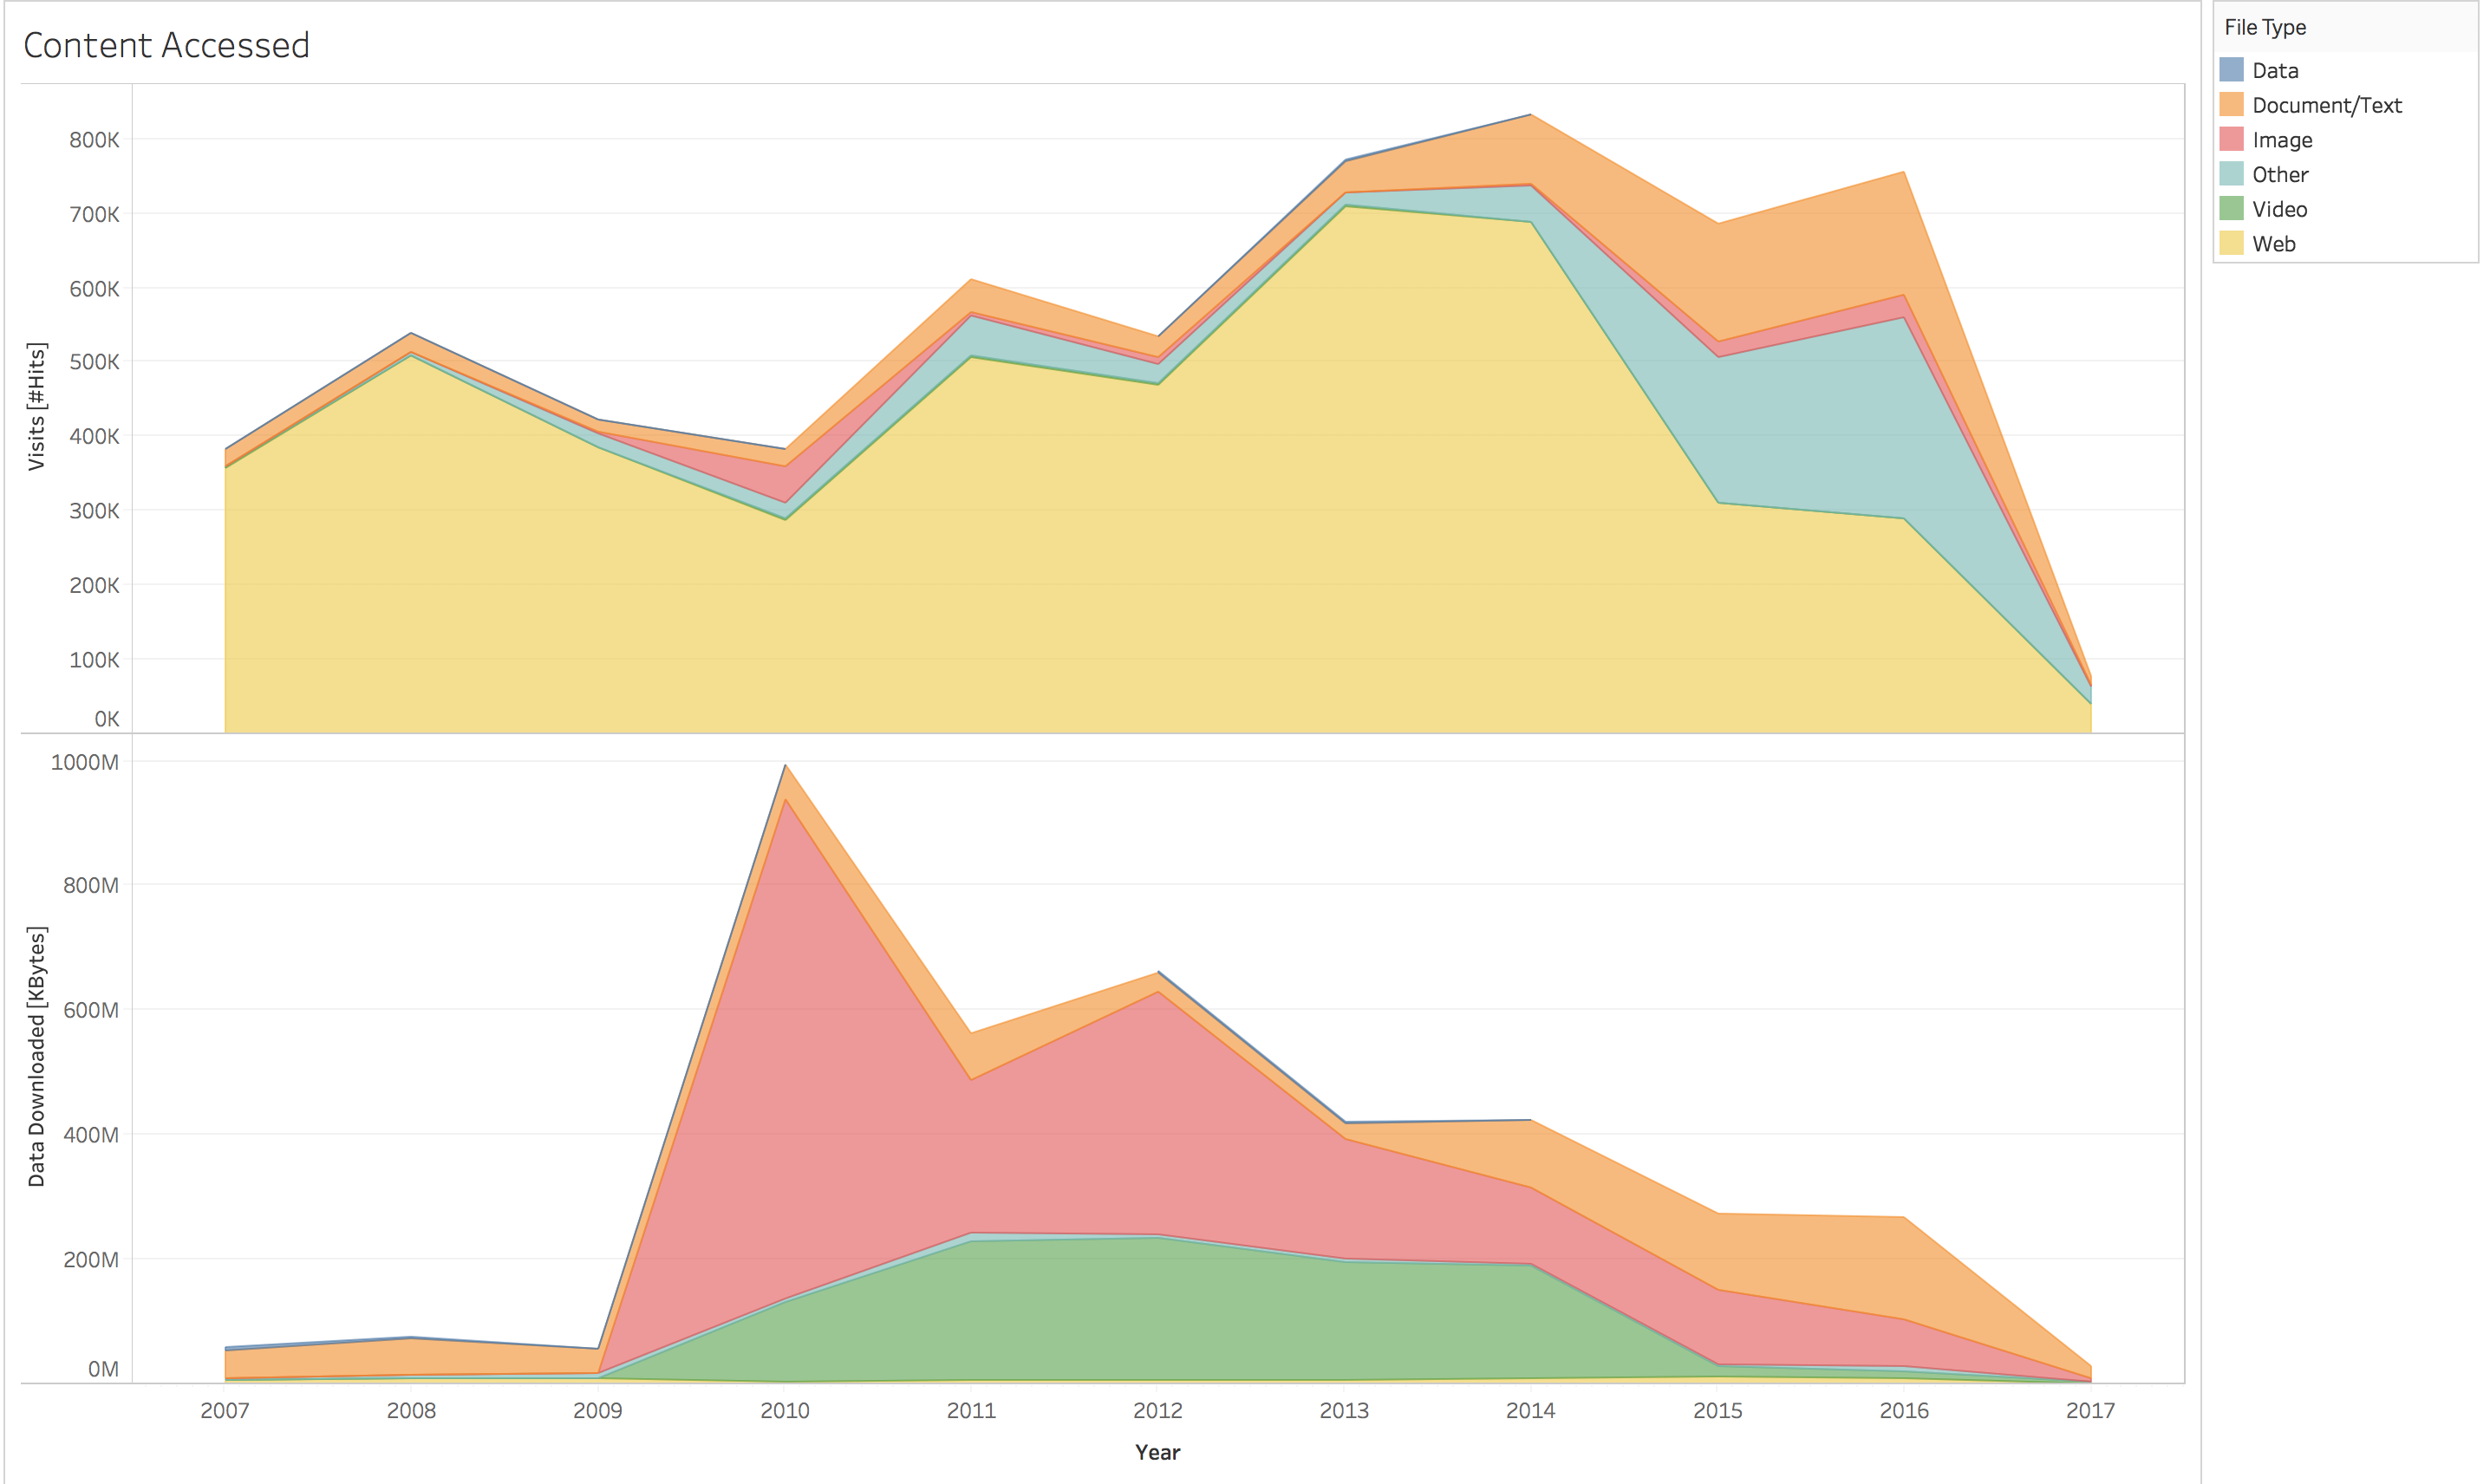 Content Accessed
File Type
Data
Document/Text
Image
Other
Video
Web
Visits [#Hits]
800K
700K
600K
500K
400K
300K
200K
100K
0K
Data Downloaded [KBytes]
1000M
800M
600M
400M
200M
0M
2007 2008 2009 2010 2011 2012 2013 2014 2015 2016 2017
Year